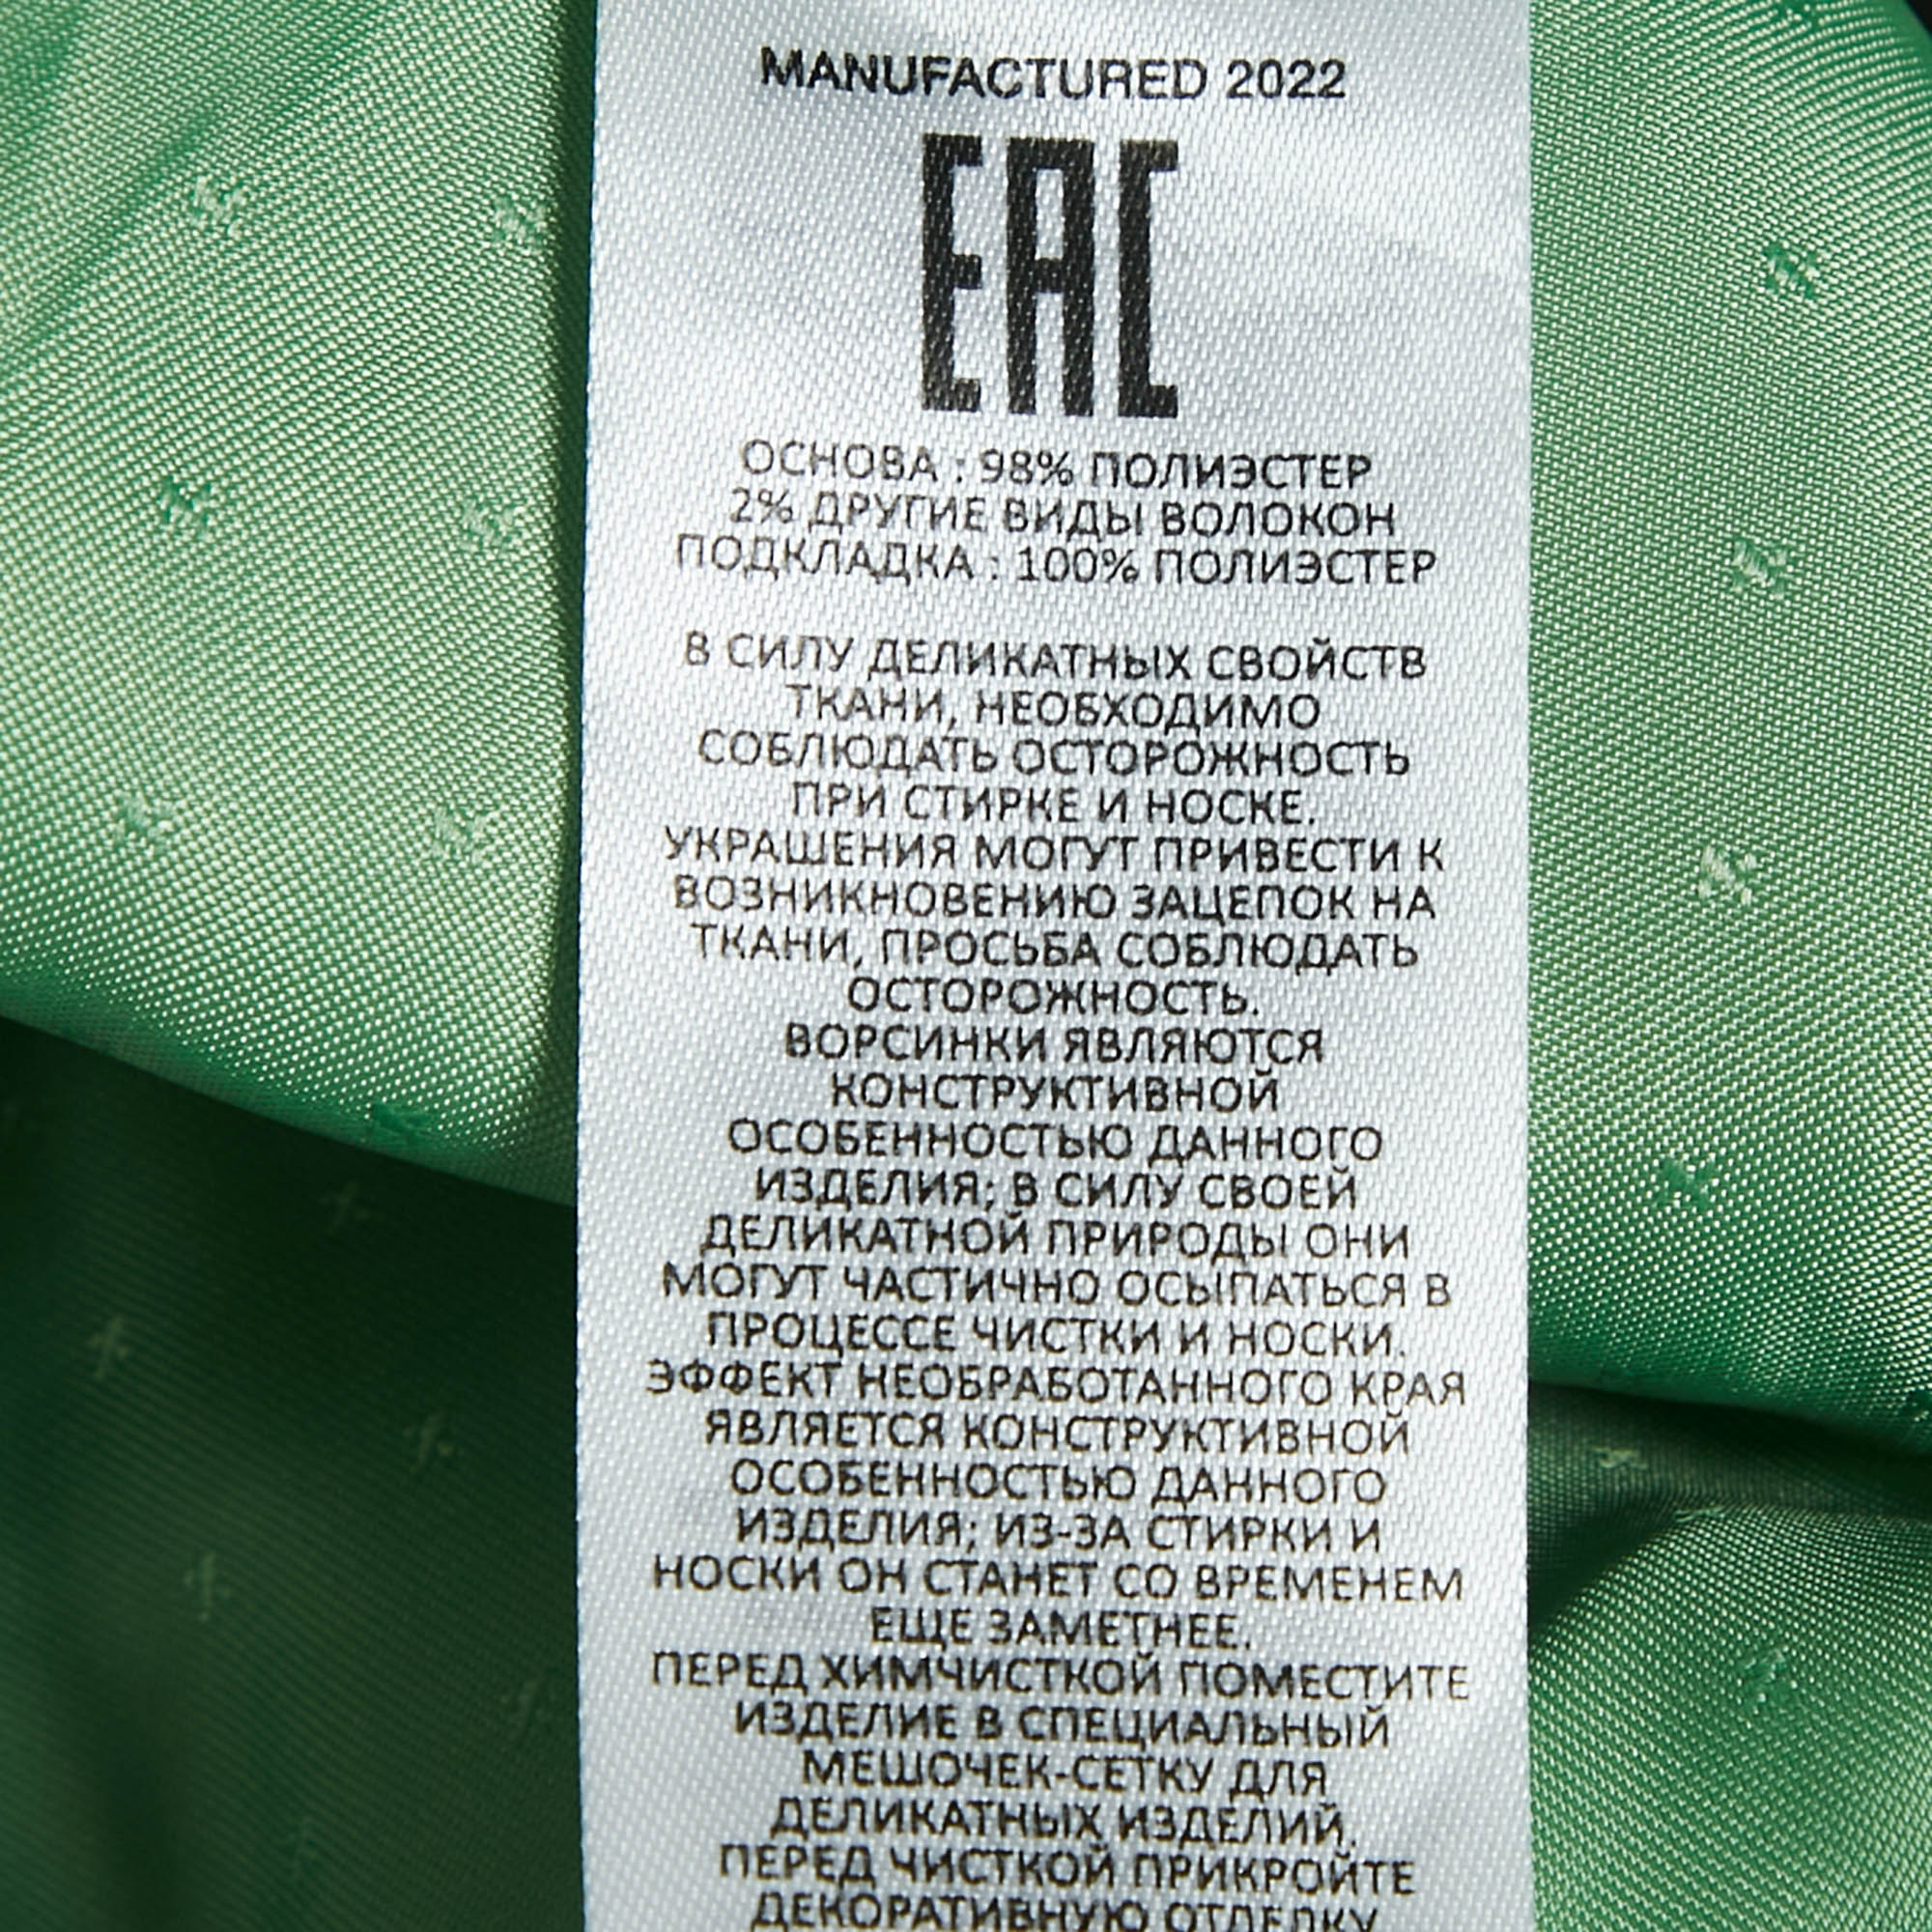 MANUFACTURED 2022
EAC
ОСНОВА : 98% ПОЛИЭСТЕР
2% ДРУГИЕ ВИДЫ ВОЛОКОН
ПОДКЛАДКА : 100% ПОЛИЭСТЕР
В СИЛУ ДЕЛИКАТНЫХ СВОЙСТВ
ТКАНИ, НЕОБХОДИМО
СОБЛЮДАТЬ ОСТОРОЖНОСТЬ
ПРИ СТИРКЕ И НОСКЕ.
УКРАШЕНИЯ МОГУТ ПРИВЕСТИ К
ВОЗНИКНОВЕНИЮ ЗАЦЕПОК НА
ТКАНИ, ПРОСЬБА СОБЛЮДАТЬ
ОСТОРОЖНОСТЬ.
ВОРСИНКИ ЯВЛЯЮТСЯ
КОНСТРУКТИВНОЙ
ОСОБЕННОСТЬЮ ДАННОГО
ИЗДЕЛИЯ; В СИЛУ СВОЕЙ
ДЕЛИКАТНОЙ ПРИРОДЫ ОНИ
МОГУТ ЧАСТИЧНО ОСЫПАТЬСЯ В
ПРОЦЕССЕ ЧИСТКИ И НОСКИ.
ЭФФЕКТ НЕОБРАБОТАННОГО КРАЯ
ЯВЛЯЕТСЯ КОНСТРУКТИВНОЙ
ОСОБЕННОСТЬЮ ДАННОГО
ИЗДЕЛИЯ; ИЗ-ЗА СТИРКИ И
НОСКИ ОН СТАНЕТ СО ВРЕМЕНЕМ
ЕЩЕ ЗАМЕТНЕЕ.
ПЕРЕД ХИМЧИСТКОЙ ПОМЕСТИТЕ
ИЗДЕЛИЕ В СПЕЦИАЛЬНЫЙ
МЕШОЧЕК-СЕТКУ ДЛЯ
ДЕЛИКАТНЫХ ИЗДЕЛИЙ.
ПЕРЕД ЧИСТКОЙ ПРИКРОЙТЕ
ДЕКОРАТИВНУЮ ОТДЕЛКУ